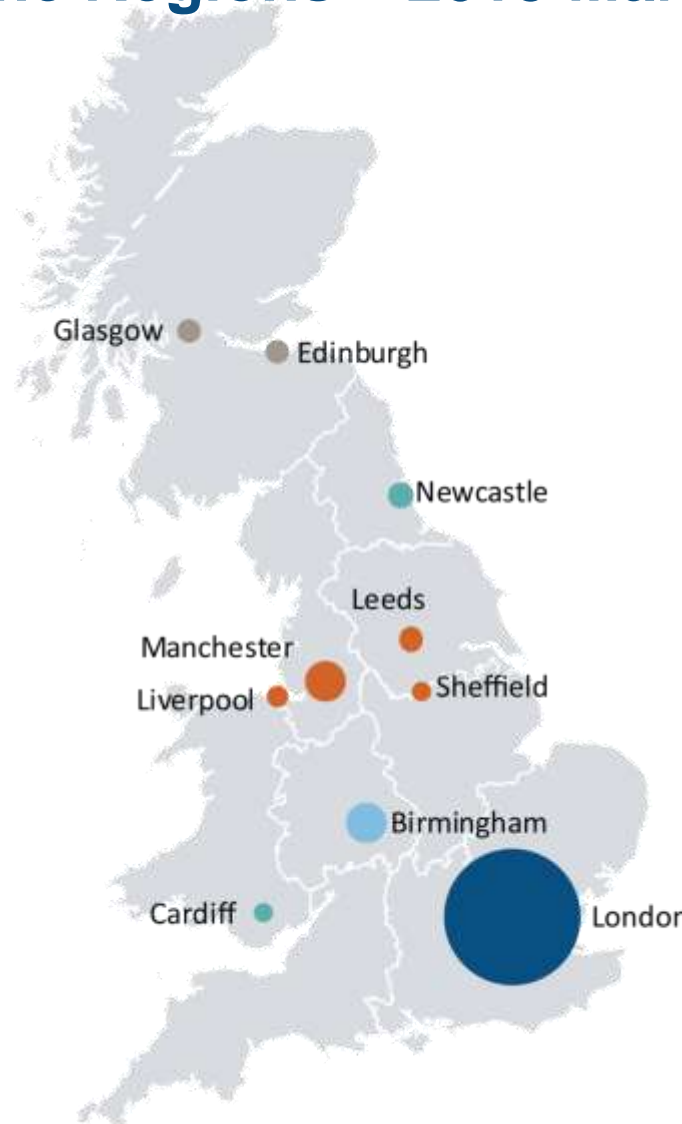 Glasgow
Edinburgh
Newcastle
Leeds
Manchester
Liverpool
Sheffield
Birmingham
Cardiff
London